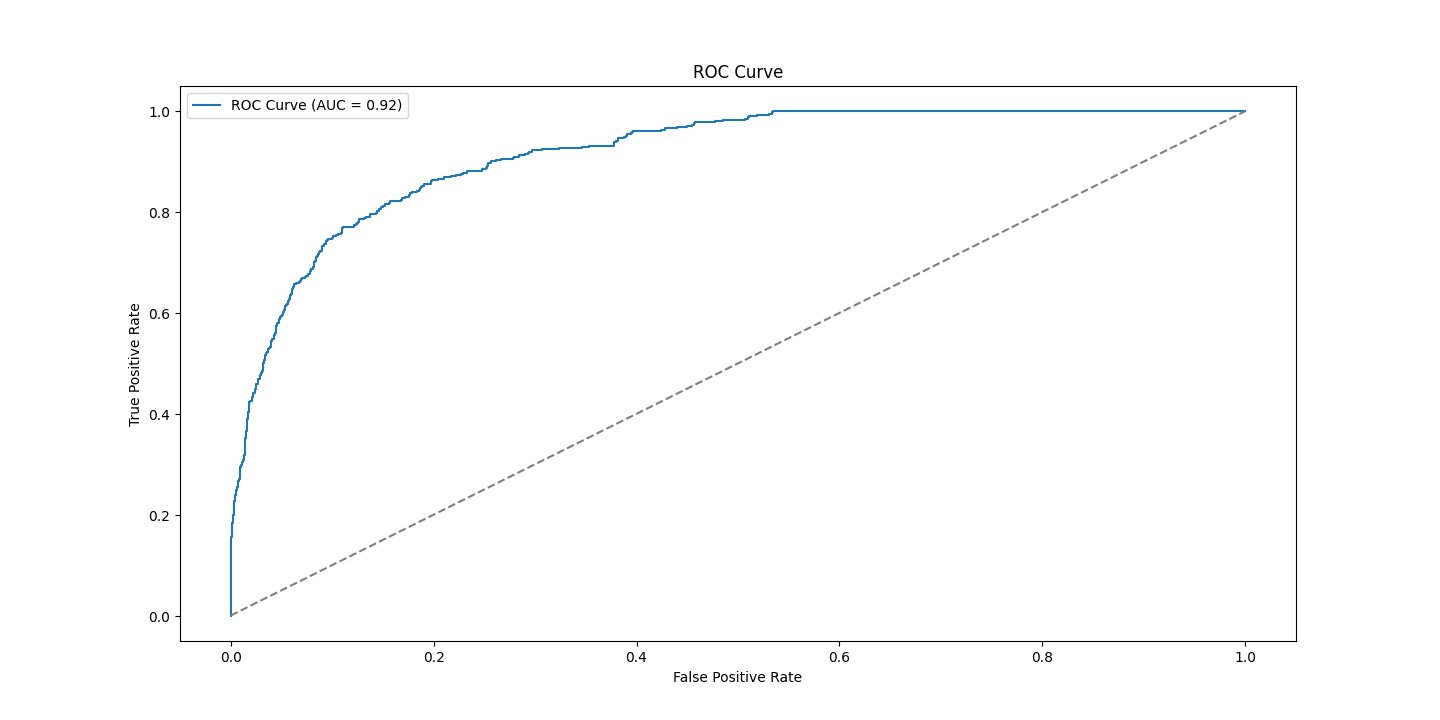 ROC Curve
ROC Curve (AUC = 0.92)
1.0
0.8
0.6
0.4
0.2
0.0
True Positive Rate
0.0 0.2 0.4 0.6 0.8 1.0
False Positive Rate